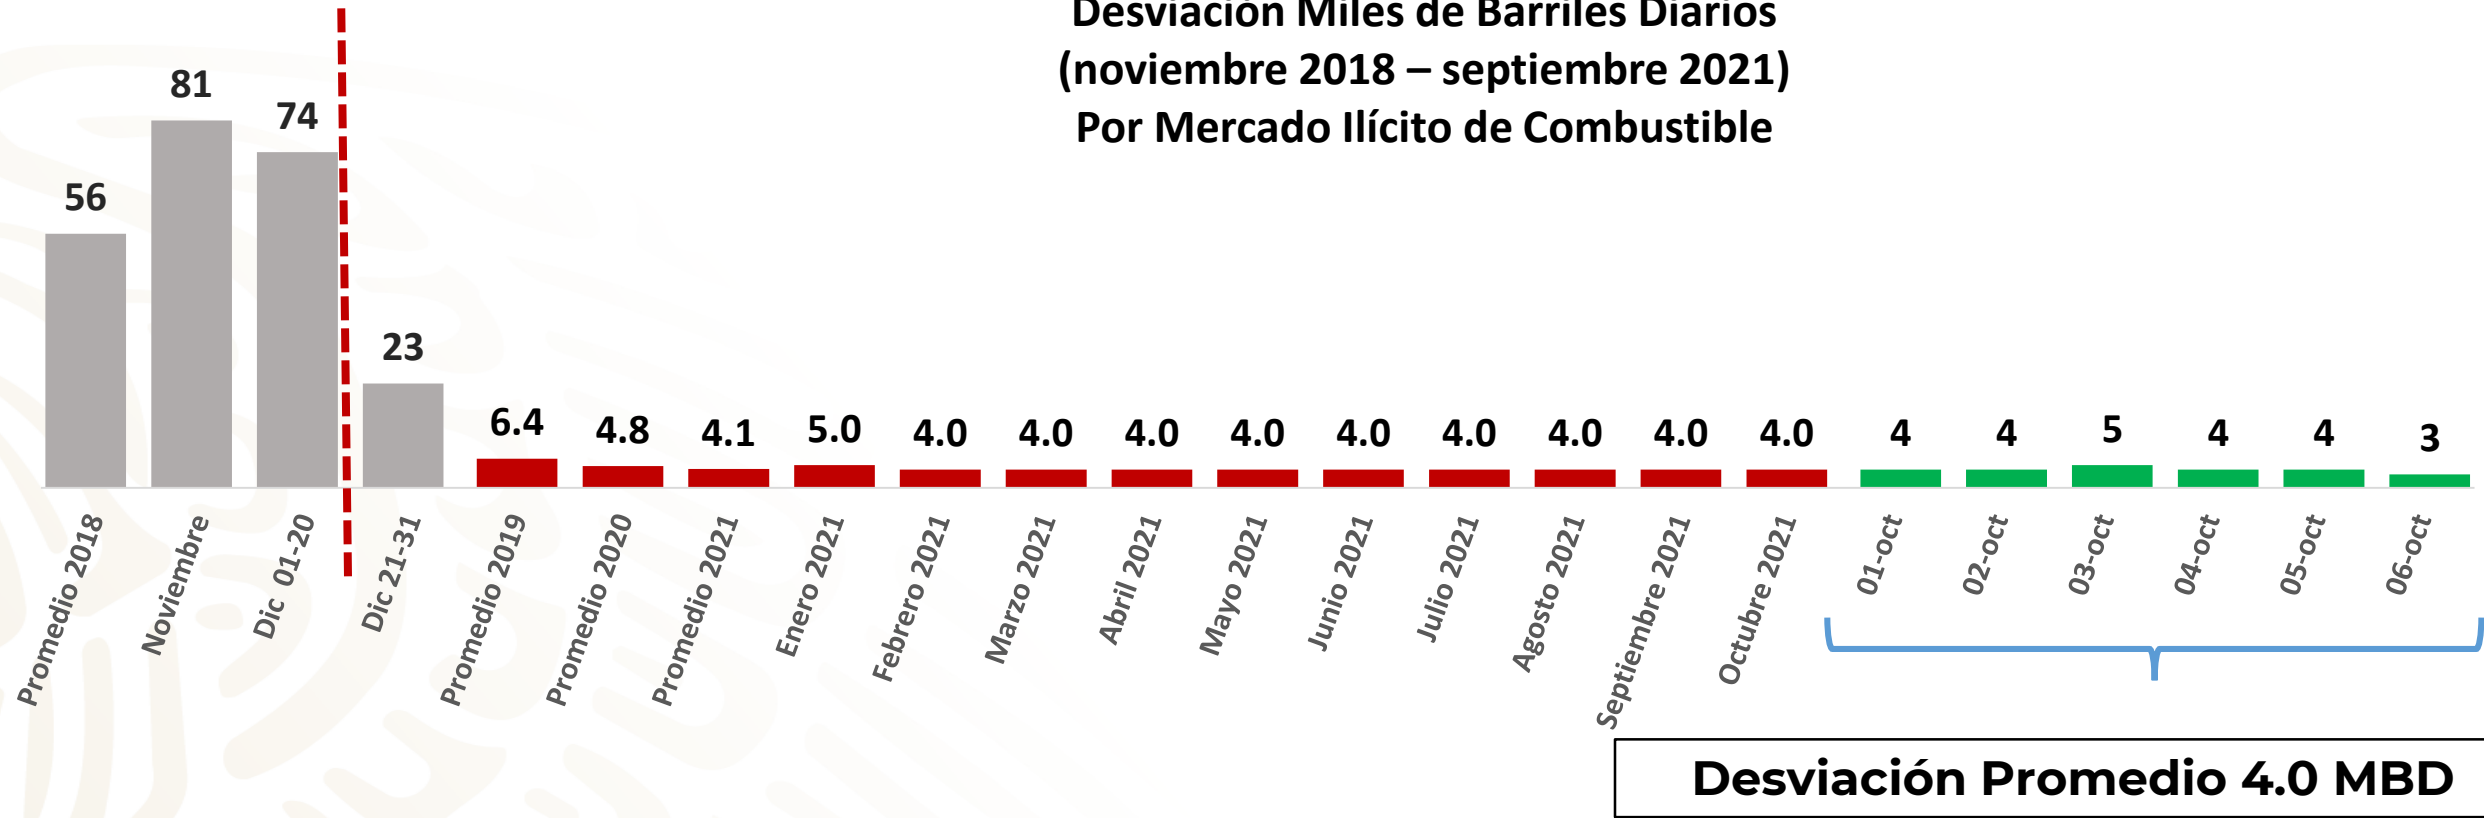 Desviación Miles de Barriles Diarios
(noviembre 2018 – septiembre 2021)
Por Mercado Ilícito de Combustible
56
81
74
23
6.4
4.8
4.1
5.0
4.0
4.0
4.0
4.0
4.0
4.0
4.0
4.0
4.0
4
4
5
4
4
3
Promedio 2018
Noviembre
Dic 01-20
Dic 21-31
Promedio 2019
Promedio 2020
Promedio 2021
Enero 2021
Febrero 2021
Marzo 2021
Abril 2021
Mayo 2021
Junio 2021
Julio 2021
Agosto 2021
Septiembre 2021
Octubre 2021
01-oct
02-oct
03-oct
04-oct
05-oct
06-oct
Desviación Promedio 4.0 MBD